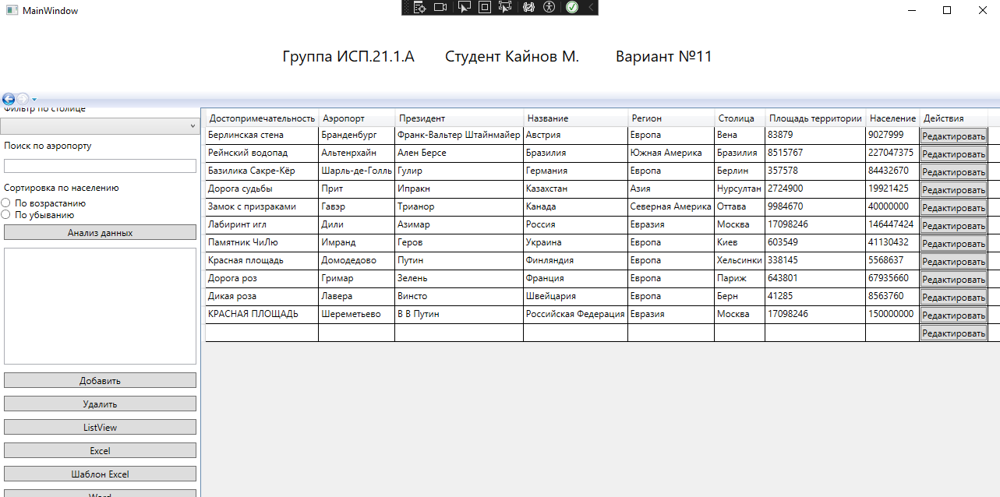 MainWindow
Группа ИСП.21.1.А Студент Кайнов М. Вариант №11
Фильтр по столице
Поиск по аэропорту
Сортировка по населению
По возрастанию
По убыванию
Анализ данных
Добавить
Удалить
ListView
Excel
Шаблон Excel
Word
Достопримечательность Аэропорт Президент Название Регион Столица Площадь территории Население Действия
Берлинская стена Бранденбург Франк-Вальтер Штайнмайер Австрия Европа Вена 83879 9027999 Редактировать
Рейнский водопад Альтенрхайн Ален Берсе Бразилия Южная Америка Бразилия 8515767 227047375 Редактировать
Базилика Сакре-Кёр Шарль-де-Голль Гулир Германия Европа Берлин 357578 84432670 Редактировать
Дорога судьбы Прит Ипракн Казахстан Азия Нурсултан 2724900 19921425 Редактировать
Замок с призраками Гавэр Трианор Канада Северная Америка Оттава 9984670 40000000 Редактировать
Лабиринт игл Дили Азимар Россия Евразия Москва 17098246 146447424 Редактировать
Памятник ЧиЛю Имранд Геров Украина Европа Киев 603549 41130432 Редактировать
Красная площадь Домодедово Путин Финляндия Европа Хельсинки 338145 5568637 Редактировать
Дорога роз Гримар Зелень Франция Европа Париж 643801 67935660 Редактировать
Дикая роза Лавера Винсто Швейцария Европа Берн 41285 8563760 Редактировать
КРАСНАЯ ПЛОЩАДЬ Шереметьево В В Путин Российская Федерация Евразия Москва 17098246 150000000 Редактировать
Редактировать